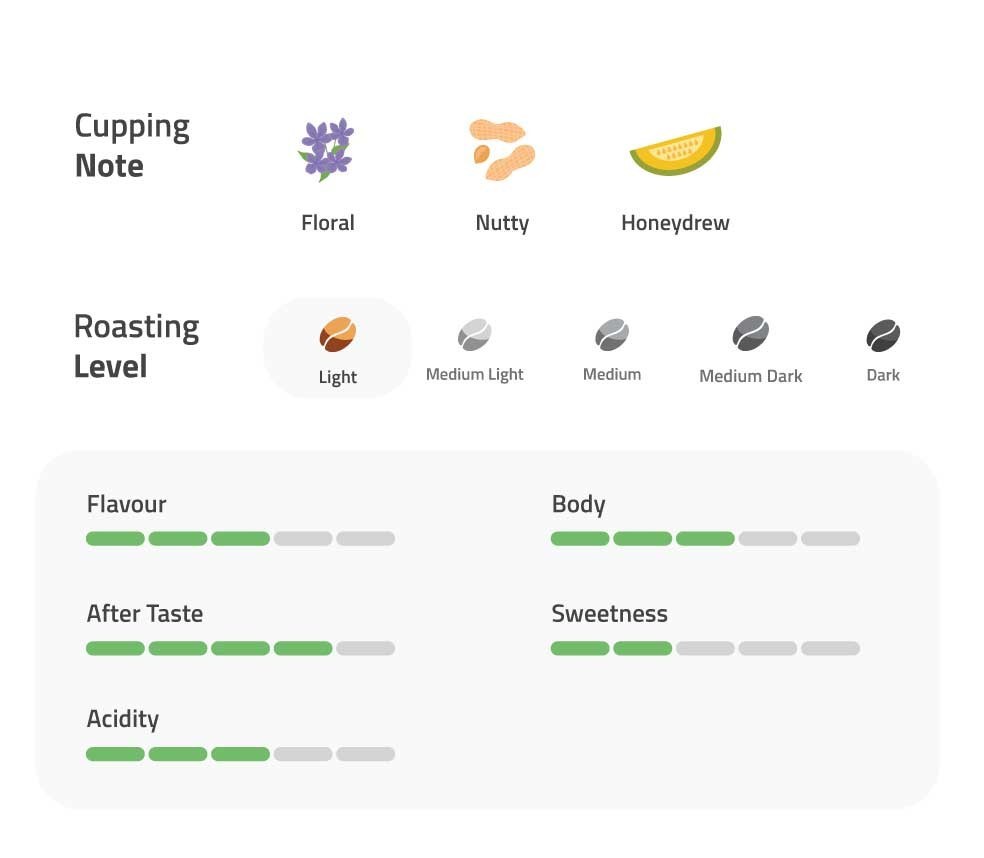 Cupping
Note
Floral
Nutty
Honeydrew
Roasting
Level
Light
Medium Light
Medium
Medium Dark
Dark
Flavour
Body
After Taste
Sweetness
Acidity